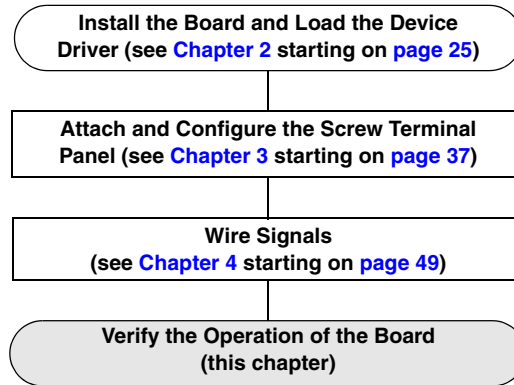 Install the Board and Load the Device
Driver (see Chapter 2 starting on page 25)
Attach and Configure the Screw Terminal
Panel (see Chapter 3 starting on page 37)
Wire Signals
(see Chapter 4 starting on page 49)
Verify the Operation of the Board
(this chapter)